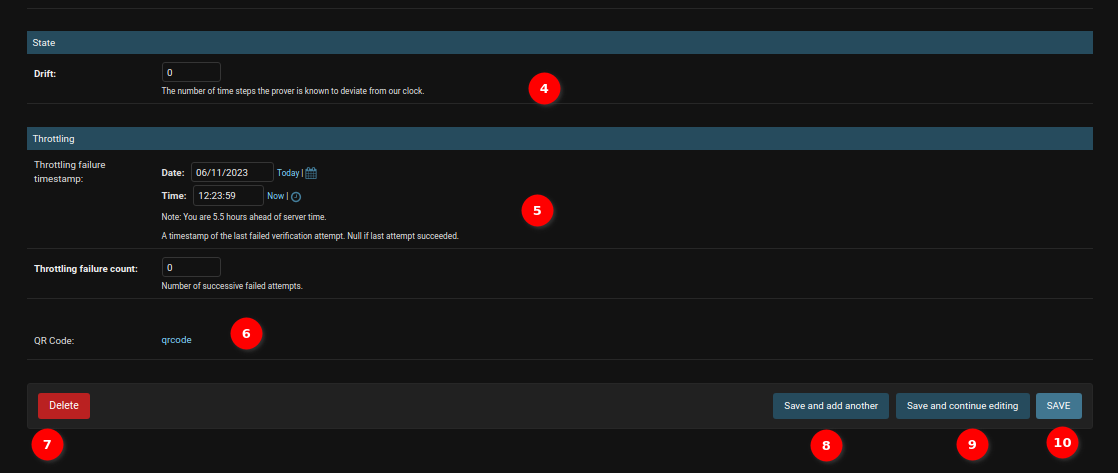 State
Drift: 0
The number of time steps the prover is known to deviate from our clock.
4
Throttling
Throttling failure timestamp:
Date: 06/11/2023 Today |
Time: 12:23:59 Now |
Note: You are 5.5 hours ahead of server time.
5
A timestamp of the last failed verification attempt. Null if last attempt succeeded.
Throttling failure count: 0
Number of successive failed attempts.
QR Code: qrcode 6
Delete Save and add another Save and continue editing SAVE
7 8 9 10